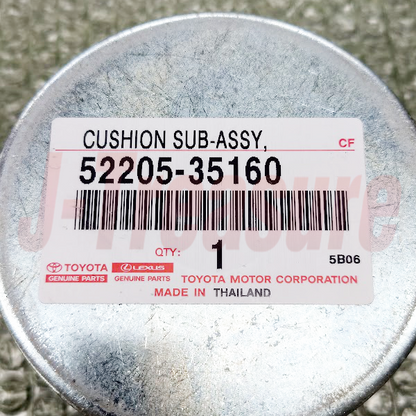 CUSHION SUB-ASSY, CF
52205-35160
J-Treasure
QTY: 1 5B06
TOYOTA LEXUS TOYOTA MOTOR CORPORATION
GENUINE PARTS GENUINE PARTS
MADE IN THAILAND